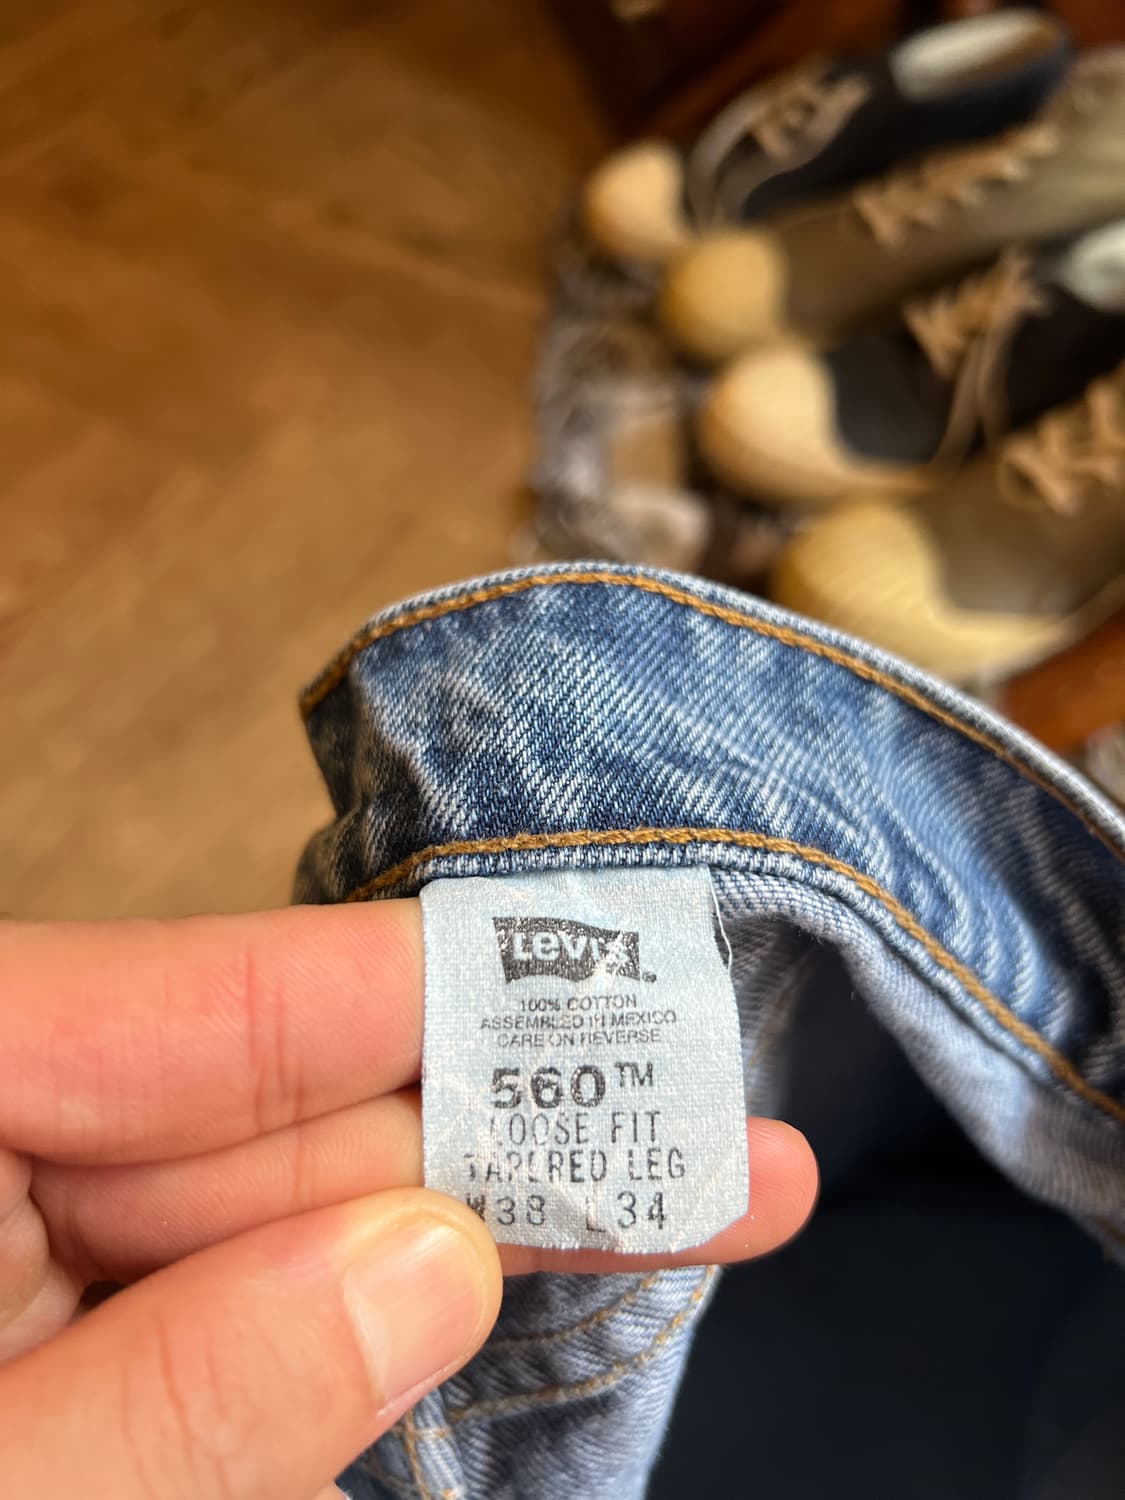 Levi's
100% COTTON
ASSEMBLED IN MEXICO
CARE ON REVERSE
560™
LOOSE FIT
TAPERED LEG
W38 L34